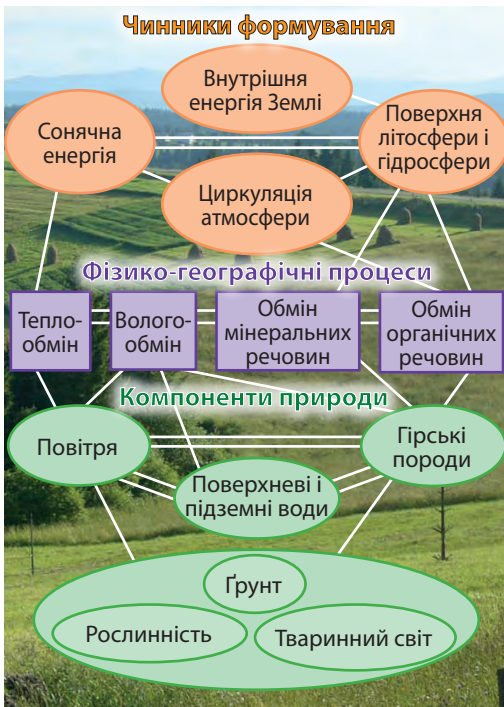 Чинники формування
Внутрішня
енергія Землі
Сонячна
енергія
Поверхня
літосфери і
гідросфери
Циркуляція
атмосфери
Фізико-географічні процеси
Тепло-
обмін
Волого-
обмін
Обмін
мінеральних
речовин
Обмін
органічних
речовин
Компоненти природи
Повітря
Гірські
породи
Поверхневі і
підземні води
Ґрунт
Рослинність
Тваринний світ